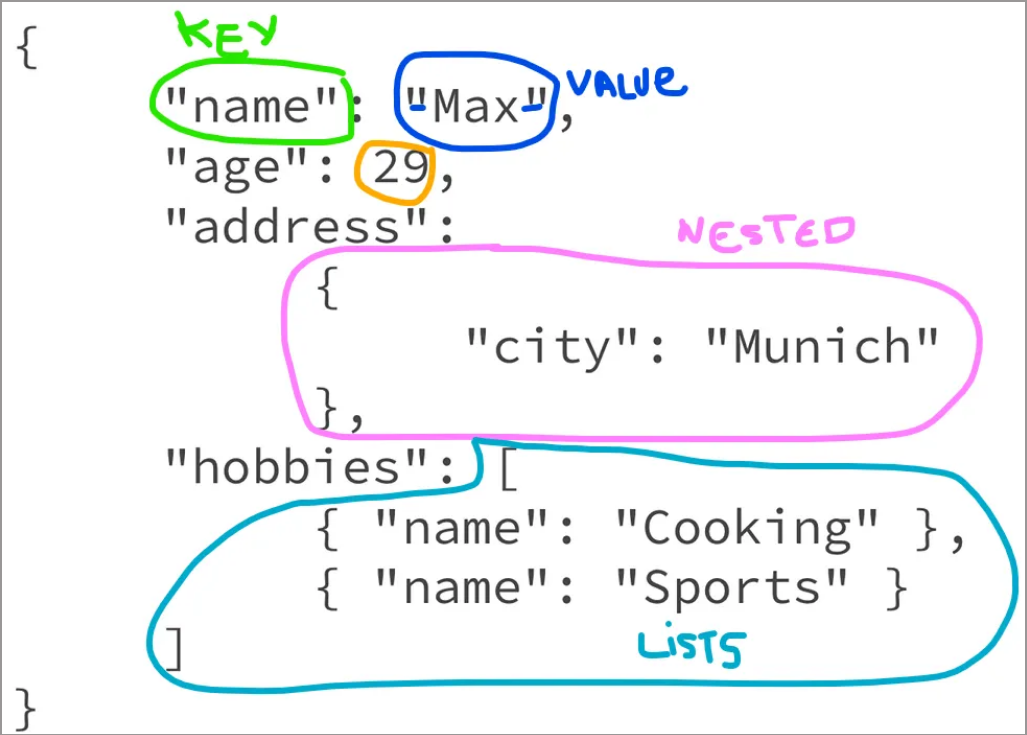 {
KEY
"name": "Max", VALUE
"age": 29,
"address": NESTED
{
"city": "Munich"
},
"hobbies": [
{ "name": "Cooking" },
{ "name": "Sports" }
] LISTS
}